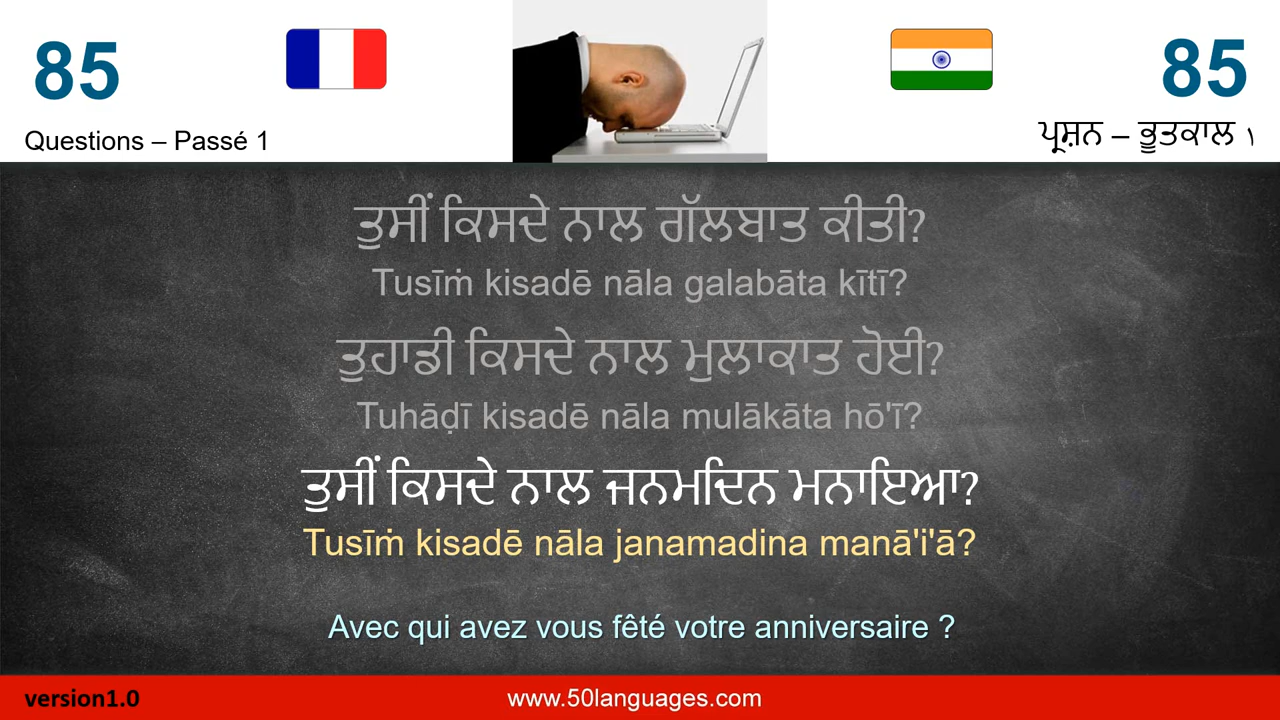 85
85
Questions – Passé 1
ਪ੍ਰਸ਼ਨ – ਭੂਤਕਾਲ ੧
ਤੁਸੀਂ ਕਿਸਦੇ ਨਾਲ ਗੱਲਬਾਤ ਕੀਤੀ?
Tusīṁ kisadē nāla galabāta kītī?
ਤੁਹਾਡੀ ਕਿਸਦੇ ਨਾਲ ਮੁਲਾਕਾਤ ਹੋਈ?
Tuhāḍī kisadē nāla mulākāta hō'ī?
ਤੁਸੀਂ ਕਿਸਦੇ ਨਾਲ ਜਨਮਦਿਨ ਮਨਾਇਆ?
Tusīṁ kisadē nāla janamadina manā'i'ā?
Avec qui avez vous fêté votre anniversaire ?
version1.0
www.50languages.com